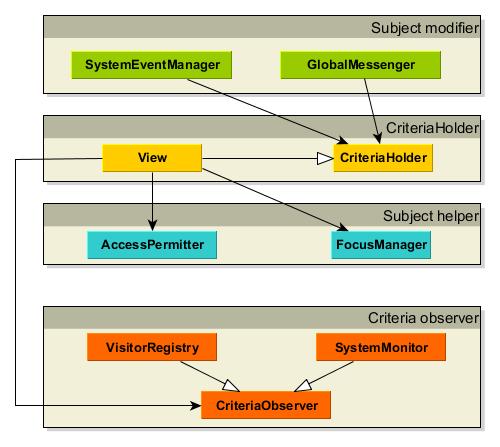 Subject modifier
SystemEventManager
GlobalMessenger
CriteriaHolder
View
CriteriaHolder
Subject helper
AccessPermitter
FocusManager
Criteria observer
VisitorRegistry
SystemMonitor
CriteriaObserver